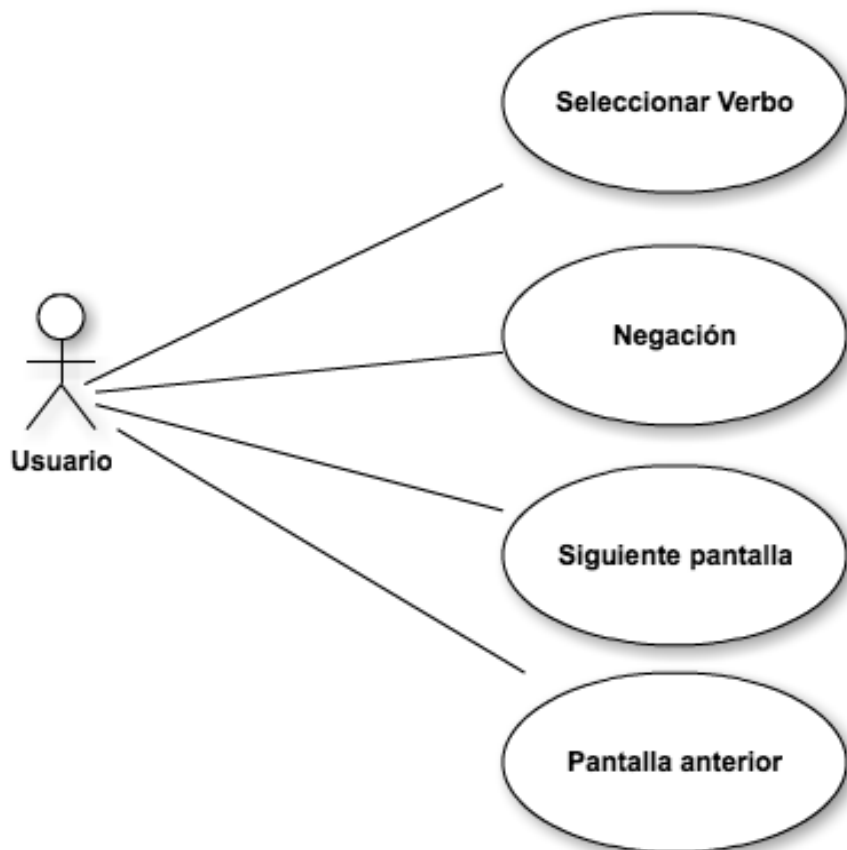 Seleccionar Verbo
Negación
Usuario
Siguiente pantalla
Pantalla anterior